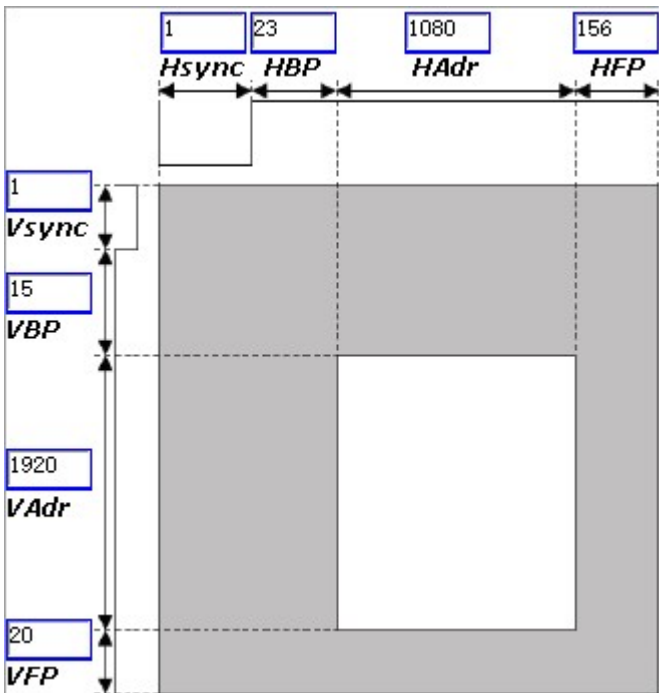 1 23 1080 156
Hsync HBP HAdr HFP
1
Vsync
15
VBP
1920
VAdr
20
VFP